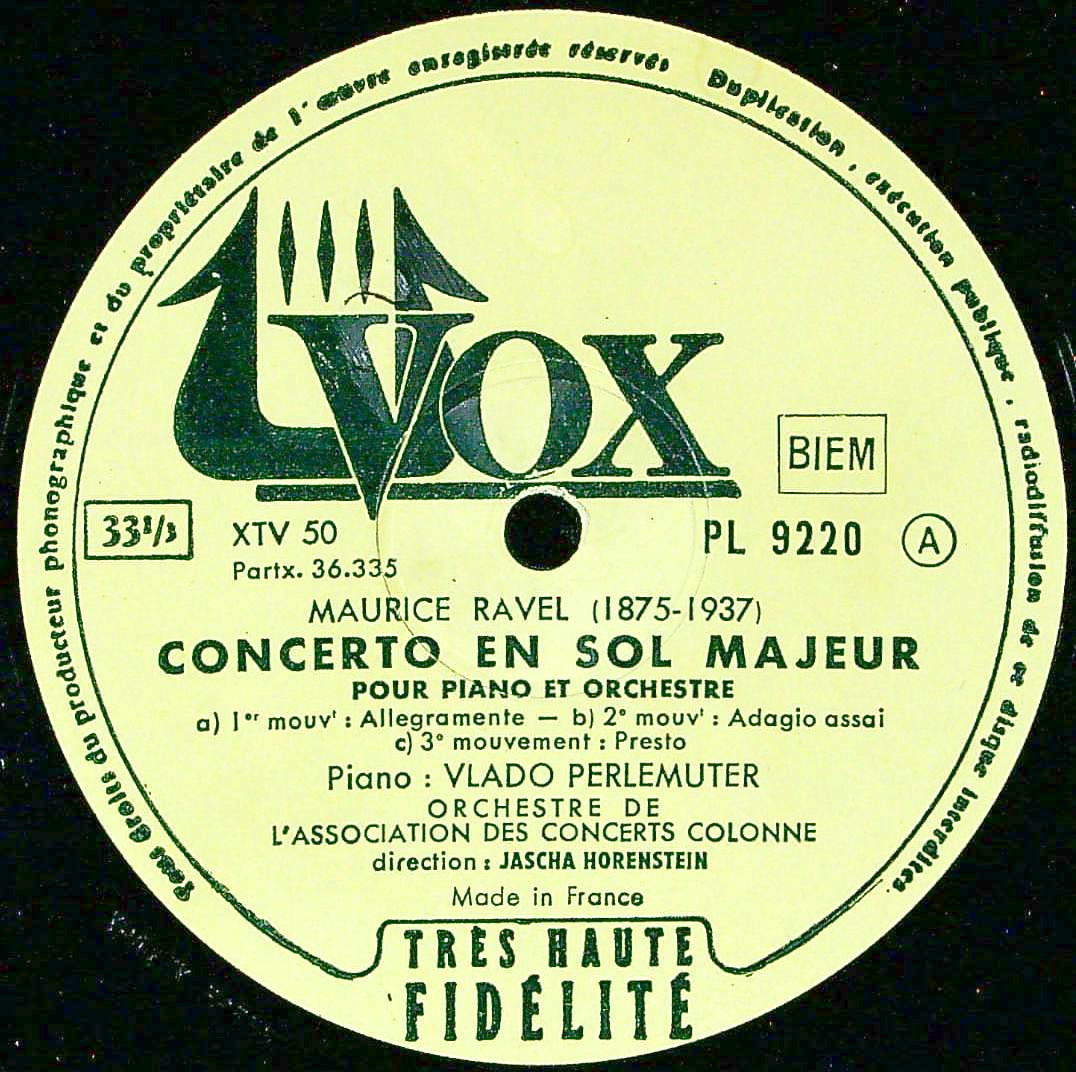 Tous droits du producteur phonographique et du propriétaire de l'œuvre enregistrée réservés Duplication, exécution publique, radiodiffusion de ce disque interdites
VOX
BIEM
33 1/3
XTV 50
PL 9220
A
Partx. 36.335
MAURICE RAVEL (1875-1937)
CONCERTO EN SOL MAJEUR
POUR PIANO ET ORCHESTRE
a) 1er mouvt : Allegramente — b) 2e mouvt : Adagio assai
c) 3e mouvement : Presto
Piano : VLADO PERLEMUTER
ORCHESTRE DE
L'ASSOCIATION DES CONCERTS COLONNE
direction : JASCHA HORENSTEIN
Made in France
TRÈS HAUTE
FIDÉLITÉ